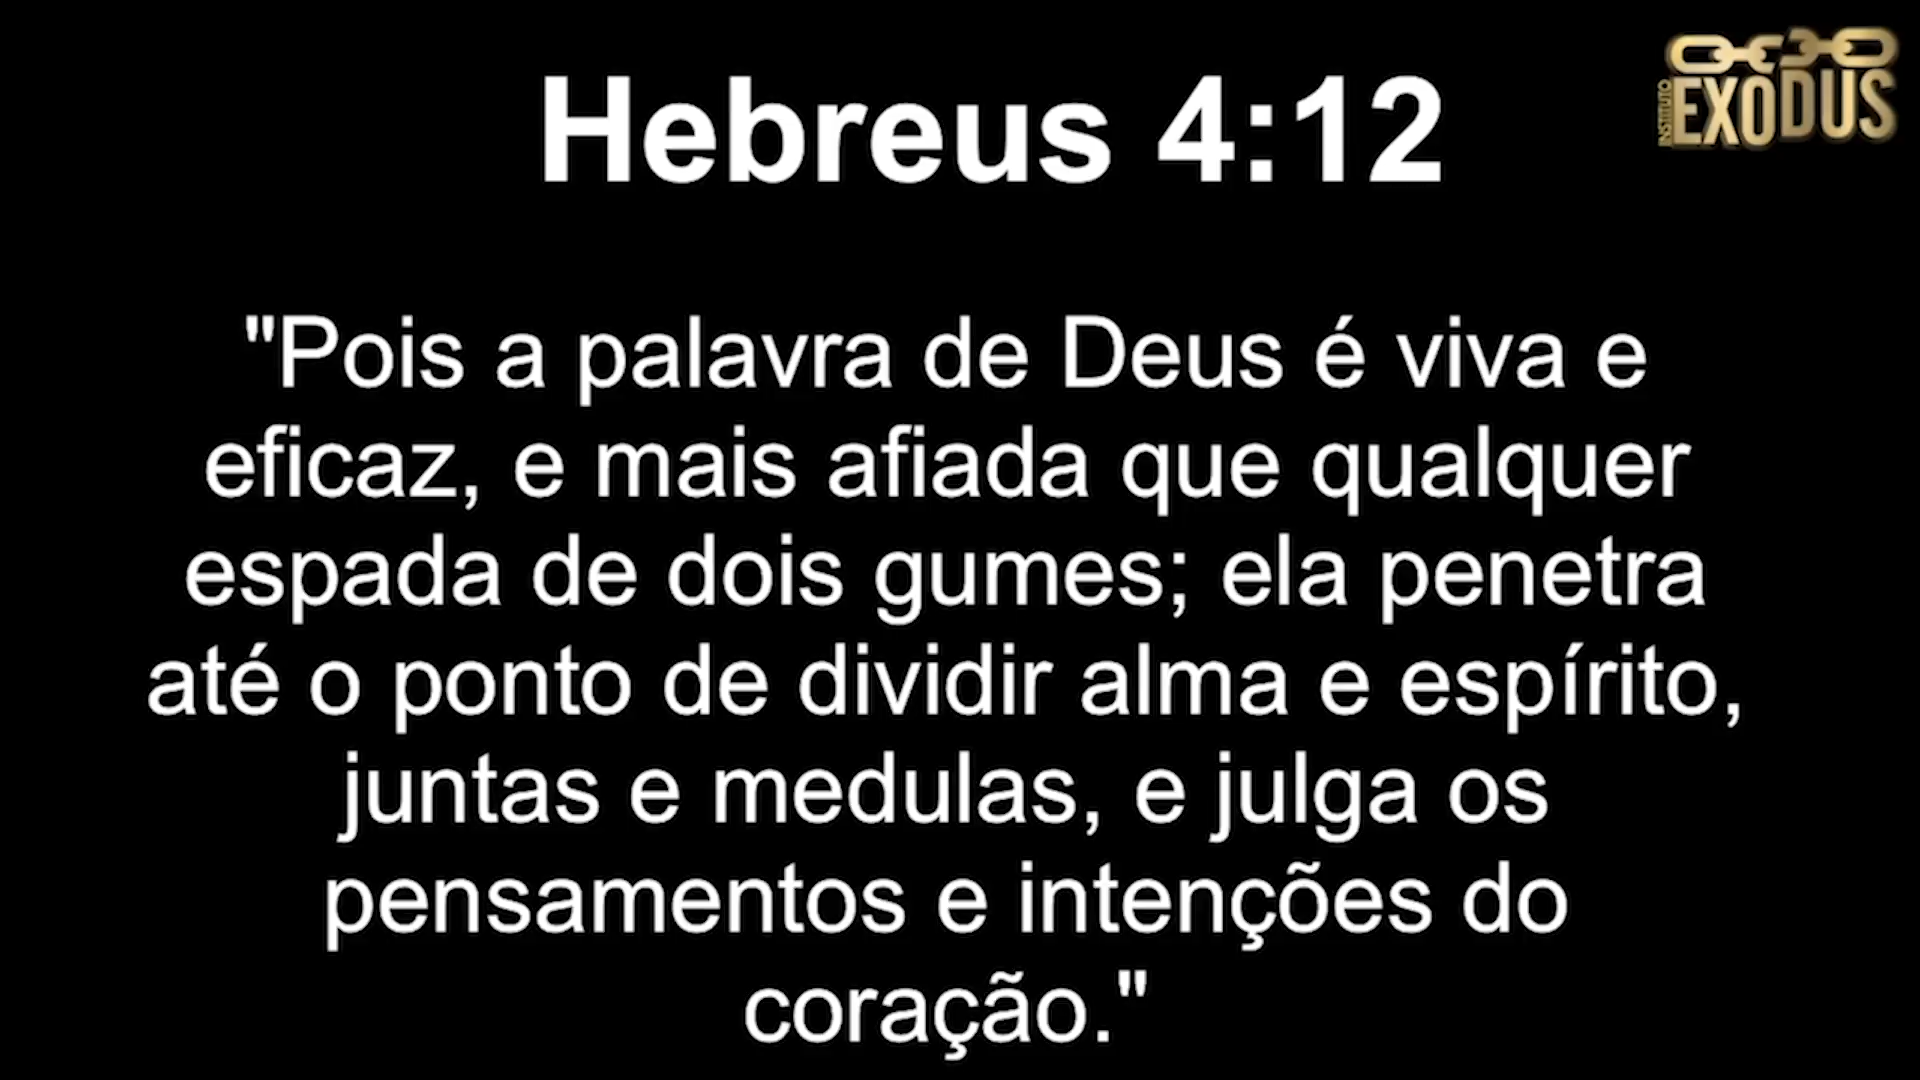 Hebreus 4:12
INSTITUTO
EXODUS
"Pois a palavra de Deus é viva e
eficaz, e mais afiada que qualquer
espada de dois gumes; ela penetra
até o ponto de dividir alma e espírito,
juntas e medulas, e julga os
pensamentos e intenções do
coração."